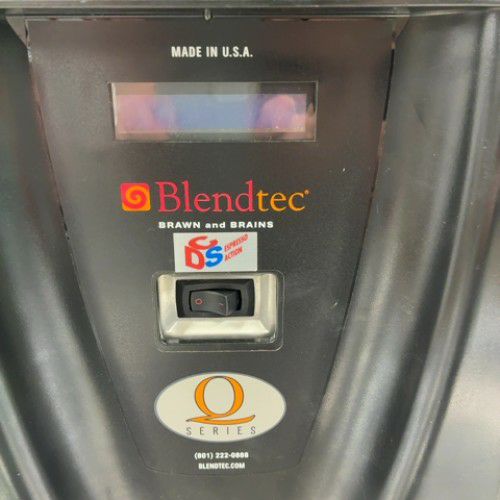 MADE IN U.S.A.
Blendtec®
BRAWN and BRAINS
CDS ESPRESSO
ACTION
Q
SERIES
(801) 222-0888
BLENDTEC.COM